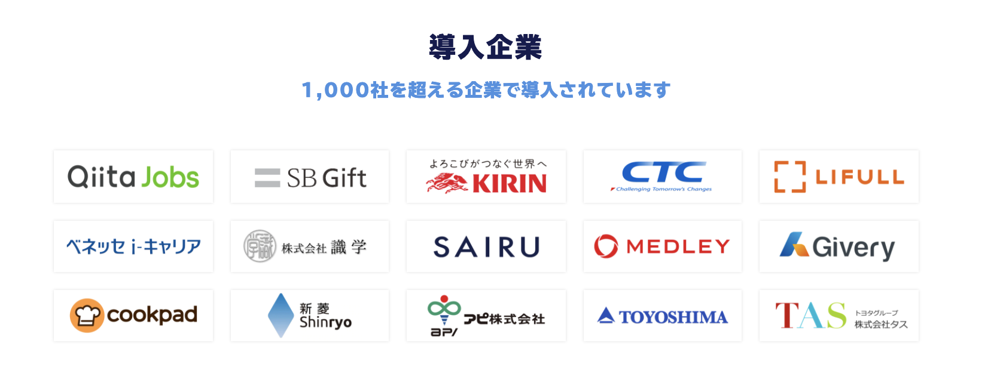 導入企業
1,000社を超える企業で導入されています
Qiita Jobs
SB Gift
よろこびがつなぐ世界へ
KIRIN
CTC
Challenging Tomorrow's Changes
LIFULL
ベネッセ i-キャリア
識学
株式会社 識学
SAIRU
MEDLEY
Givery
cookpad
新菱
Shinryo
API
アピ株式会社
TOYOSHIMA
TAS
トヨタグループ
株式会社タス